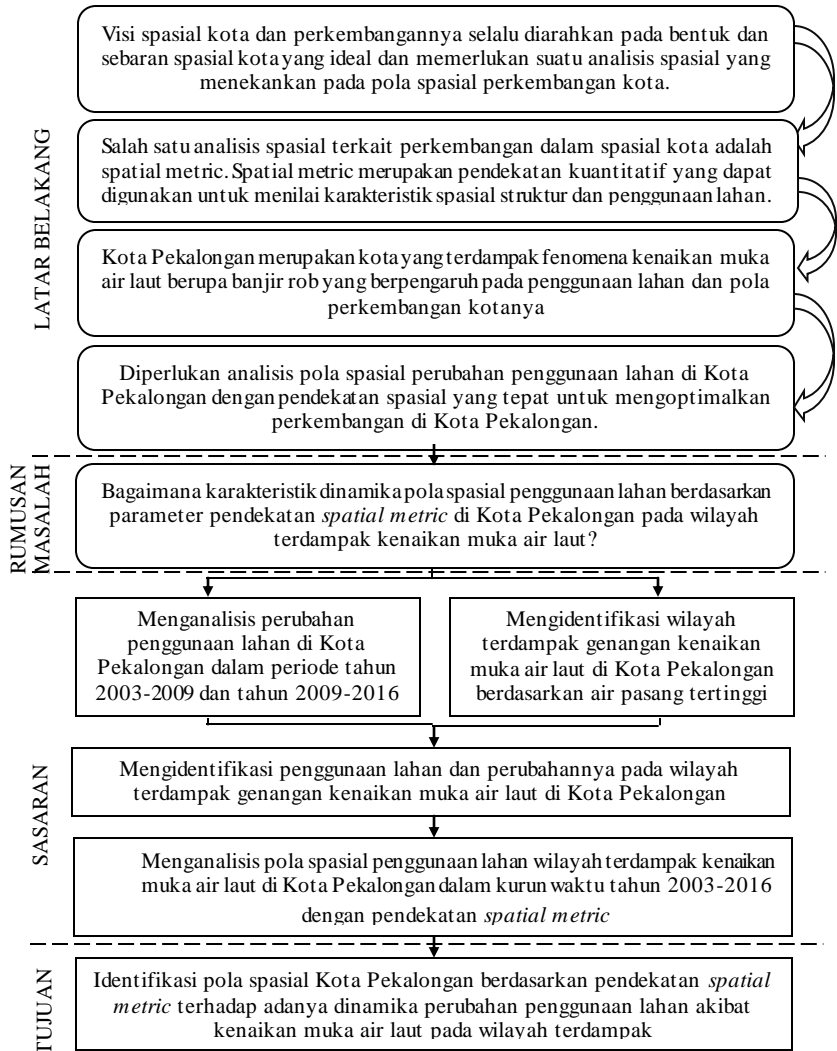 LATAR BELAKANG
Visi spasial kota dan perkembangannya selalu diarahkan pada bentuk dan
sebaran spasial kota yang ideal dan memerlukan suatu analisis spasial yang
menekankan pada pola spasial perkembangan kota.
Salah satu analisis spasial terkait perkembangan dalam spasial kota adalah
spatial metric. Spatial metric merupakan pendekatan kuantitatif yang dapat
digunakan untuk menilai karakteristik spasial struktur dan penggunaan lahan.
Kota Pekalongan merupakan kota yang terdampak fenomena kenaikan muka
air laut berupa banjir rob yang berpengaruh pada penggunaan lahan dan pola
perkembangan kotanya
Diperlukan analisis pola spasial perubahan penggunaan lahan di Kota
Pekalongan dengan pendekatan spasial yang tepat untuk mengoptimalkan
perkembangan di Kota Pekalongan.
RUMUSAN
MASALAH
Bagaimana karakteristik dinamika pola spasial penggunaan lahan berdasarkan
parameter pendekatan spatial metric di Kota Pekalongan pada wilayah
terdampak kenaikan muka air laut?
SASARAN
Menganalisis perubahan
penggunaan lahan di Kota
Pekalongan dalam periode tahun
2003-2009 dan tahun 2009-2016
Mengidentifikasi wilayah
terdampak genangan kenaikan
muka air laut di Kota Pekalongan
berdasarkan air pasang tertinggi
Mengidentifikasi penggunaan lahan dan perubahannya pada wilayah
terdampak genangan kenaikan muka air laut di Kota Pekalongan
Menganalisis pola spasial penggunaan lahan wilayah terdampak kenaikan
muka air laut di Kota Pekalongan dalam kurun waktu tahun 2003-2016
dengan pendekatan spatial metric
TUJUAN
Identifikasi pola spasial Kota Pekalongan berdasarkan pendekatan spatial
metric terhadap adanya dinamika perubahan penggunaan lahan akibat
kenaikan muka air laut pada wilayah terdampak